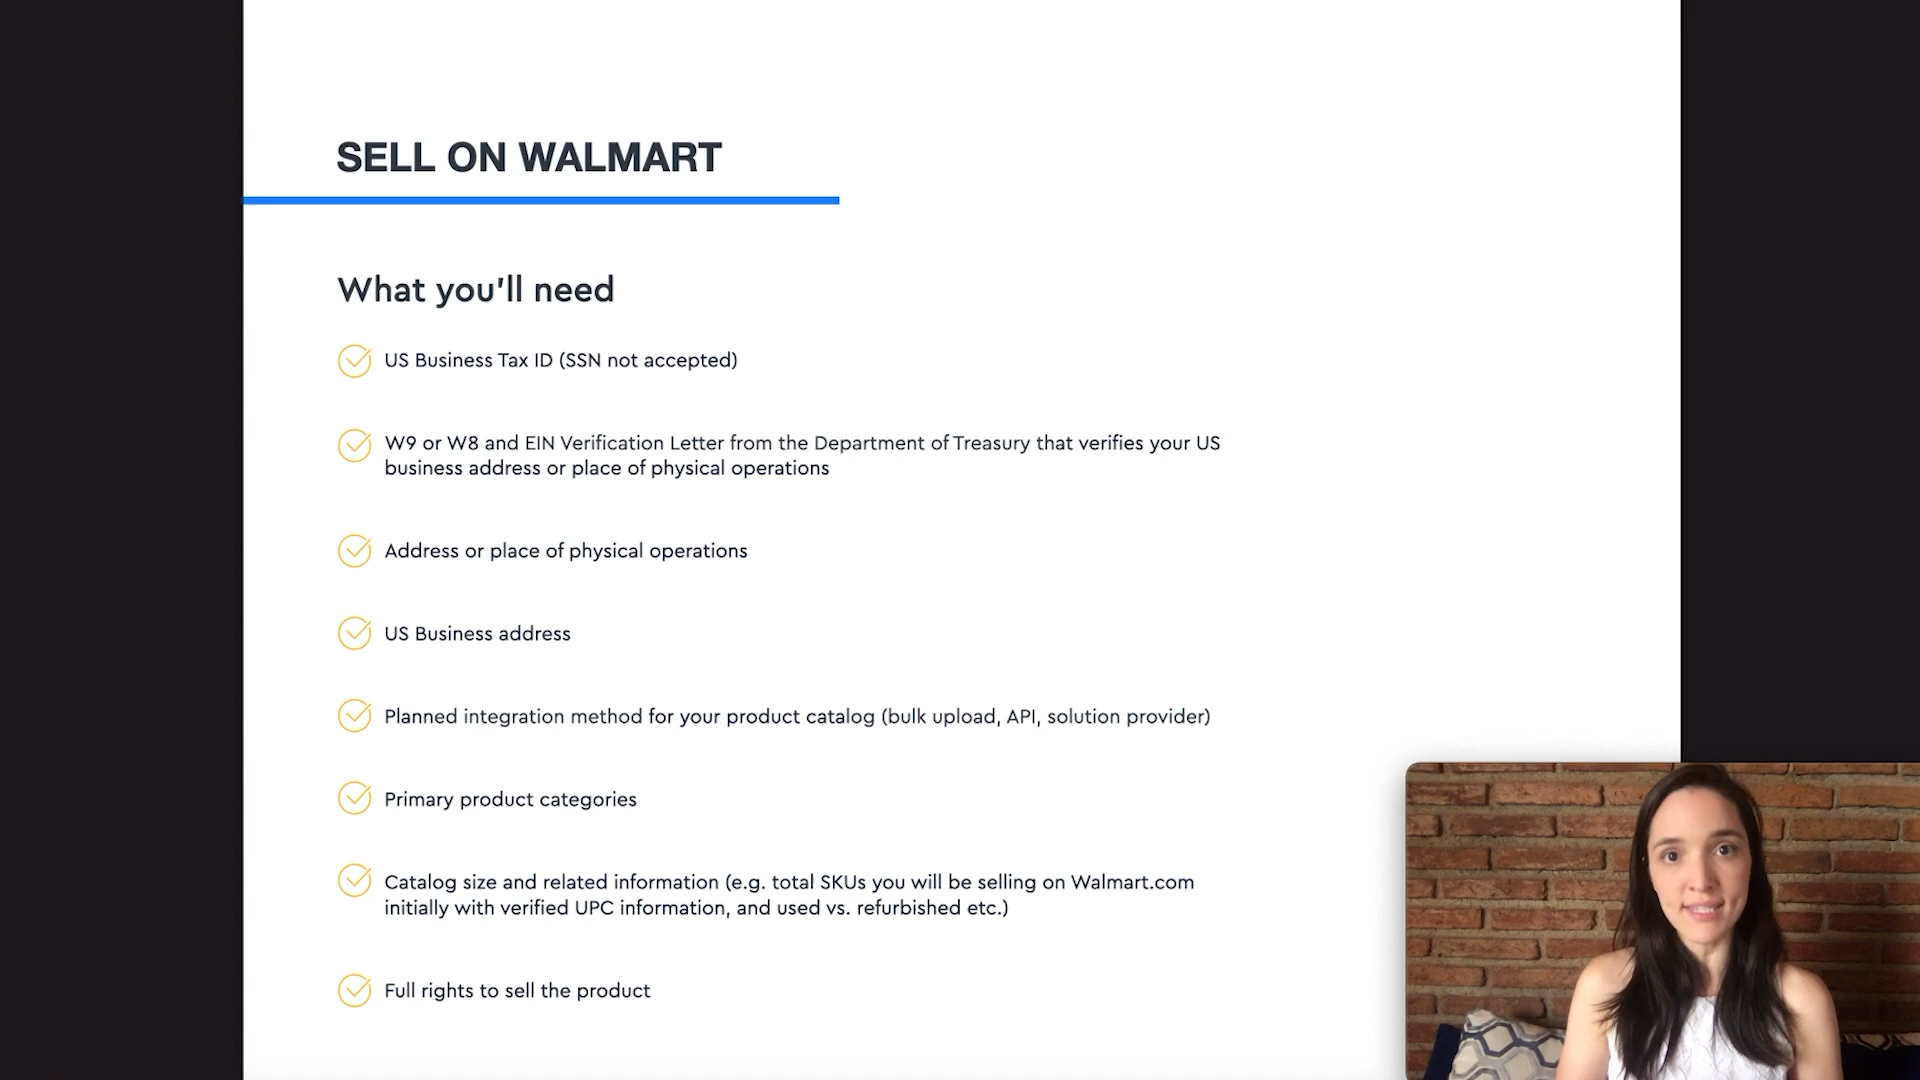 SELL ON WALMART
What you'll need
US Business Tax ID (SSN not accepted)
W9 or W8 and EIN Verification Letter from the Department of Treasury that verifies your US
business address or place of physical operations
Address or place of physical operations
US Business address
Planned integration method for your product catalog (bulk upload, API, solution provider)
Primary product categories
Catalog size and related information (e.g. total SKUs you will be selling on Walmart.com
initially with verified UPC information, and used vs. refurbished etc.)
Full rights to sell the product